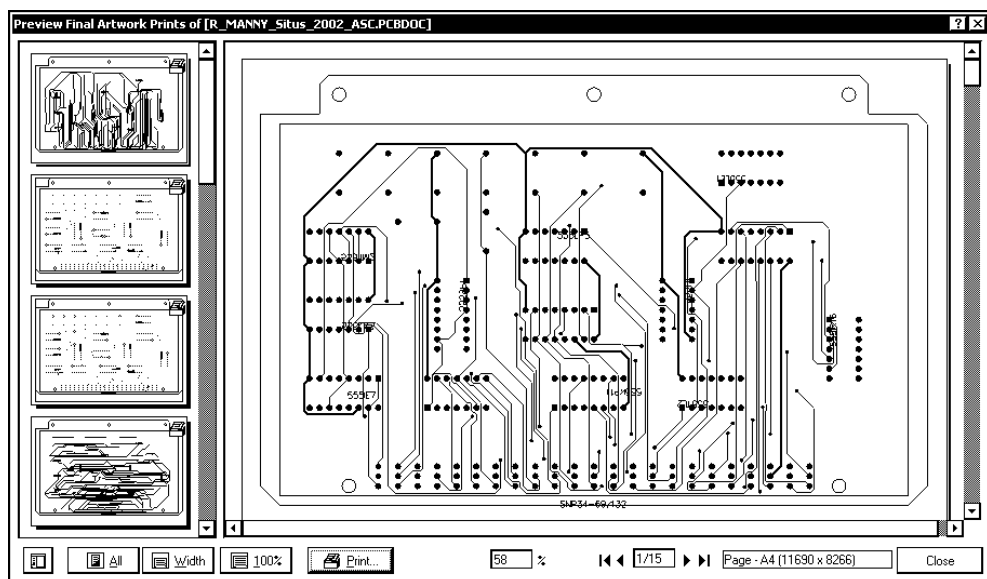 Preview Final Artwork Prints of [R_MANNY_Situs_2002_ASC.PCBDOC]
S55E7
SNP34-69/132
All
Width
100%
Print...
58 %
1/15
Page - A4 (11690 x 8266)
Close